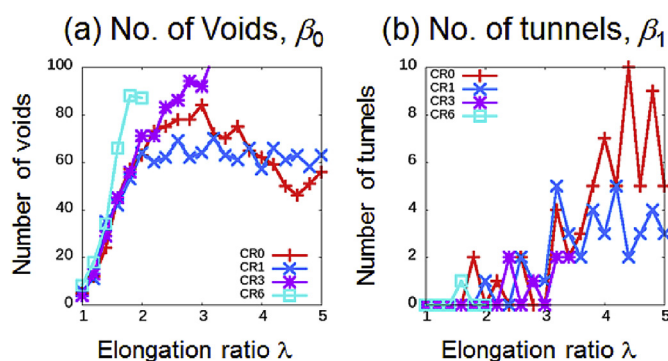 (a) No. of Voids, β0
(b) No. of tunnels, β1
Number of voids
100
80
60
40
20
0
CR0
CR1
CR3
CR6
1 2 3 4 5
Elongation ratio λ
Number of tunnels
10
8
6
4
2
0
CR0
CR1
CR3
CR6
1 2 3 4 5
Elongation ratio λ